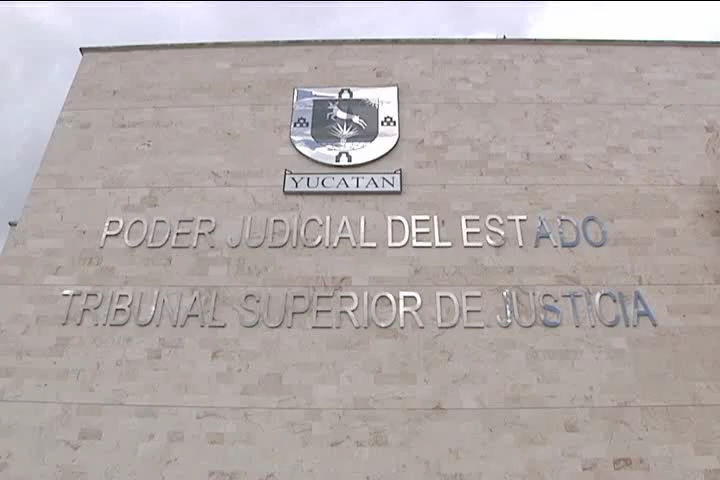 YUCATAN
PODER JUDICIAL DEL ESTADO
TRIBUNAL SUPERIOR DE JUSTICIA